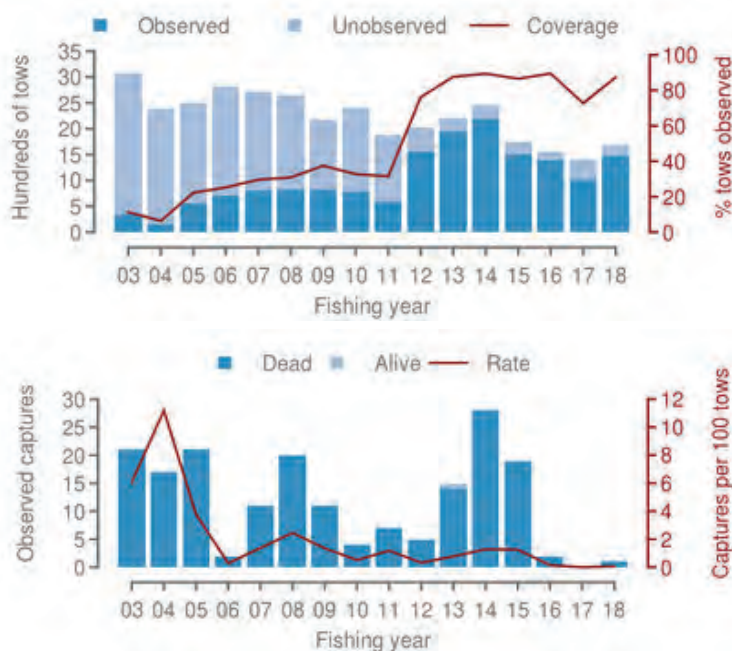 Observed Unobserved Coverage
Hundreds of tows
35
30
25
20
15
10
5
0
100
80
60
40
20
0
% tows observed
03 04 05 06 07 08 09 10 11 12 13 14 15 16 17 18
Fishing year
Dead Alive Rate
Observed captures
30
25
20
15
10
5
0
12
10
8
6
4
2
0
Captures per 100 tows
03 04 05 06 07 08 09 10 11 12 13 14 15 16 17 18
Fishing year